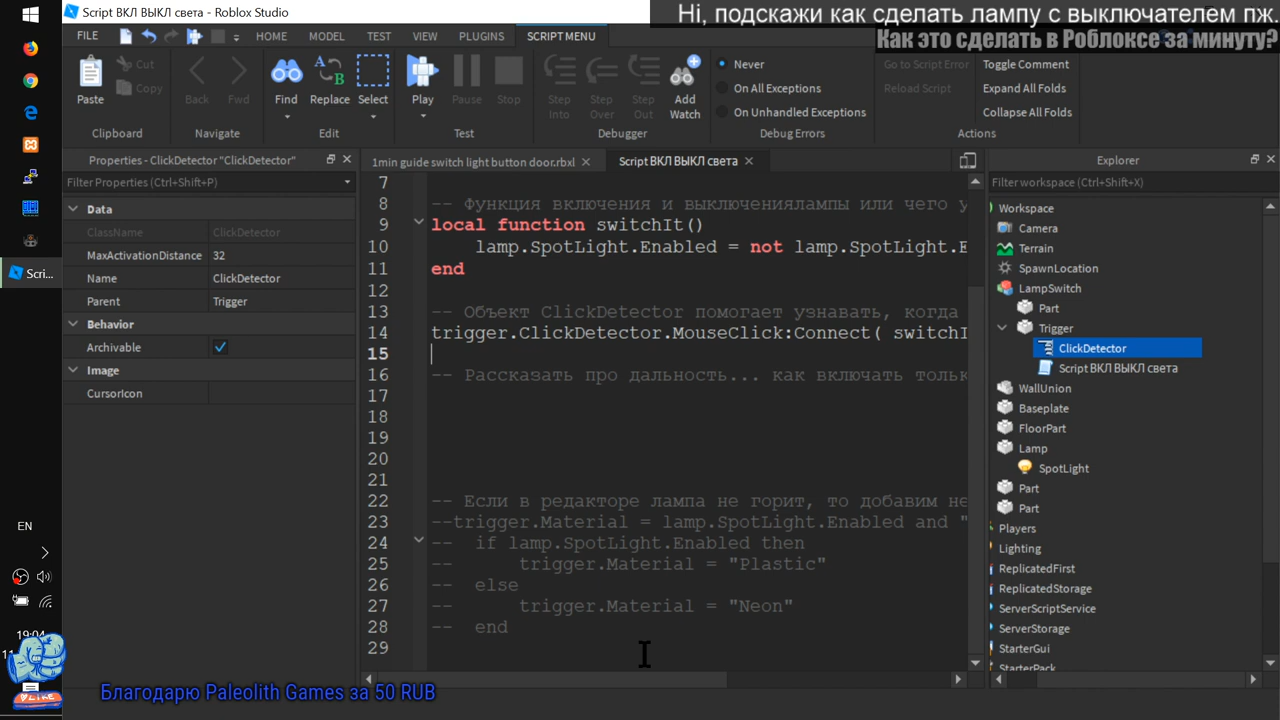 Script ВКЛ ВЫКЛ света - Roblox Studio
Hi, подскажи как сделать лампу с выключателем пж.
Как это сделать в Роблоксе за минуту?
FILE
HOME
MODEL
TEST
VIEW
PLUGINS
SCRIPT MENU
Paste
Cut
Copy
Clipboard
Back
Fwd
Navigate
Find
Replace
Select
Edit
Play
Pause
Stop
Test
Step Into
Step Over
Step Out
Add Watch
Debugger
Never
On All Exceptions
On Unhandled Exceptions
Debug Errors
Go to Script Error
Reload Script
Toggle Comment
Expand All Folds
Collapse All Folds
Actions
Properties - ClickDetector "ClickDetector"
Filter Properties (Ctrl+Shift+P)
Data
ClassName ClickDetector
MaxActivationDistance 32
Name ClickDetector
Parent Trigger
Behavior
Archivable
Image
CursorIcon
1min guide switch light button door.rbxl
Script ВКЛ ВЫКЛ света
7
8 -- Функция включения и выключениялампы или чего у
9 local function switchIt()
10 lamp.SpotLight.Enabled = not lamp.SpotLight.E
11 end
12
13 -- Объект ClickDetector помогает узнавать, когда
14 trigger.ClickDetector.MouseClick:Connect( switchI
15
16 -- Рассказать про дальность... как включать тольк
17
18
19
20
21
22 -- Если в редакторе лампа не горит, то добавим не
23 --trigger.Material = lamp.SpotLight.Enabled and "
24 -- if lamp.SpotLight.Enabled then
25 -- trigger.Material = "Plastic"
26 -- else
27 -- trigger.Material = "Neon"
28 -- end
29
Explorer
Filter workspace (Ctrl+Shift+X)
Workspace
Camera
Terrain
SpawnLocation
LampSwitch
Part
Trigger
ClickDetector
Script ВКЛ ВЫКЛ света
WallUnion
Baseplate
FloorPart
Lamp
SpotLight
Part
Part
Players
Lighting
ReplicatedFirst
ReplicatedStorage
ServerScriptService
ServerStorage
StarterGui
StarterPack
Scri...
EN
19:04
LIKE
Благодарю Paleolith Games за 50 RUB